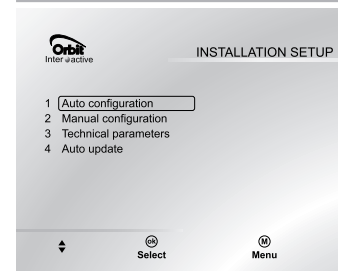 Orbit
Inter active
INSTALLATION SETUP
1 Auto configuration
2 Manual configuration
3 Technical parameters
4 Auto update
ok
Select
M
Menu